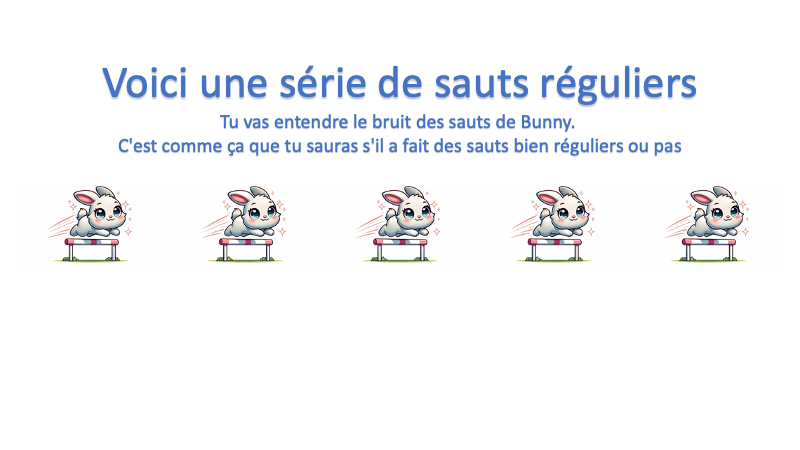 Voici une série de sauts réguliers
Tu vas entendre le bruit des sauts de Bunny.
C'est comme ça que tu sauras s'il a fait des sauts bien réguliers ou pas